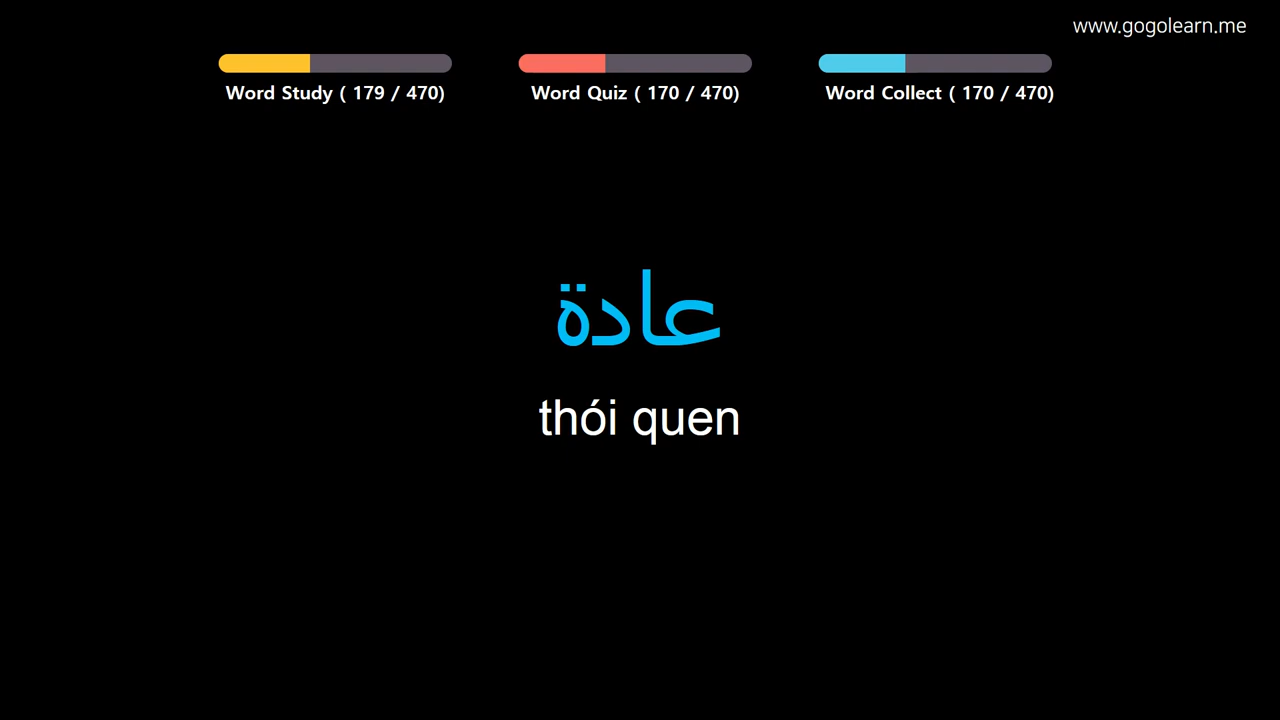 www.gogolearn.me
Word Study ( 179 / 470)
Word Quiz ( 170 / 470)
Word Collect ( 170 / 470)
عادة
thói quen